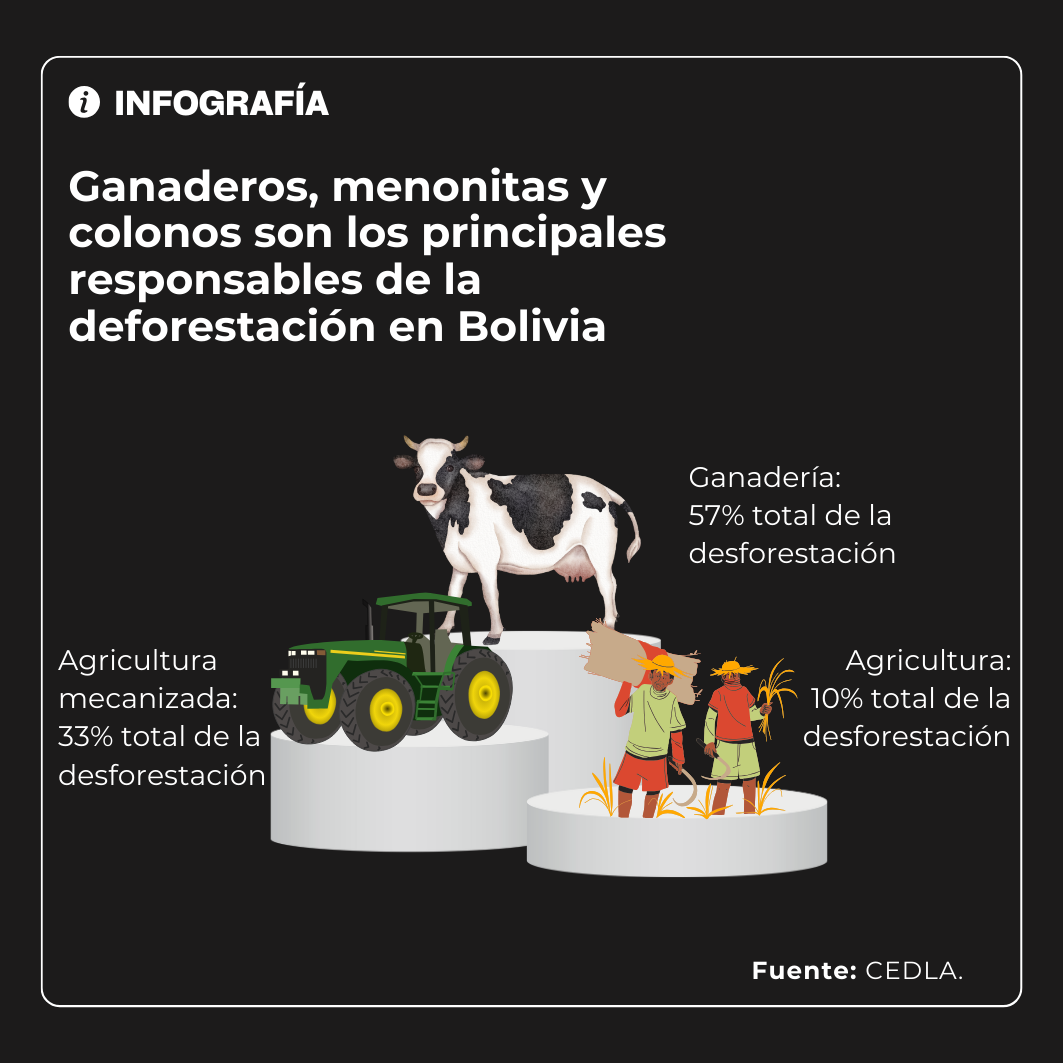 INFOGRAFÍA
Ganaderos, menonitas y
colonos son los principales
responsables de la
deforestación en Bolivia
Ganadería:
57% total de la
desforestación
Agricultura
mecanizada:
33% total de la
desforestación
Agricultura:
10% total de la
desforestación
Fuente: CEDLA.